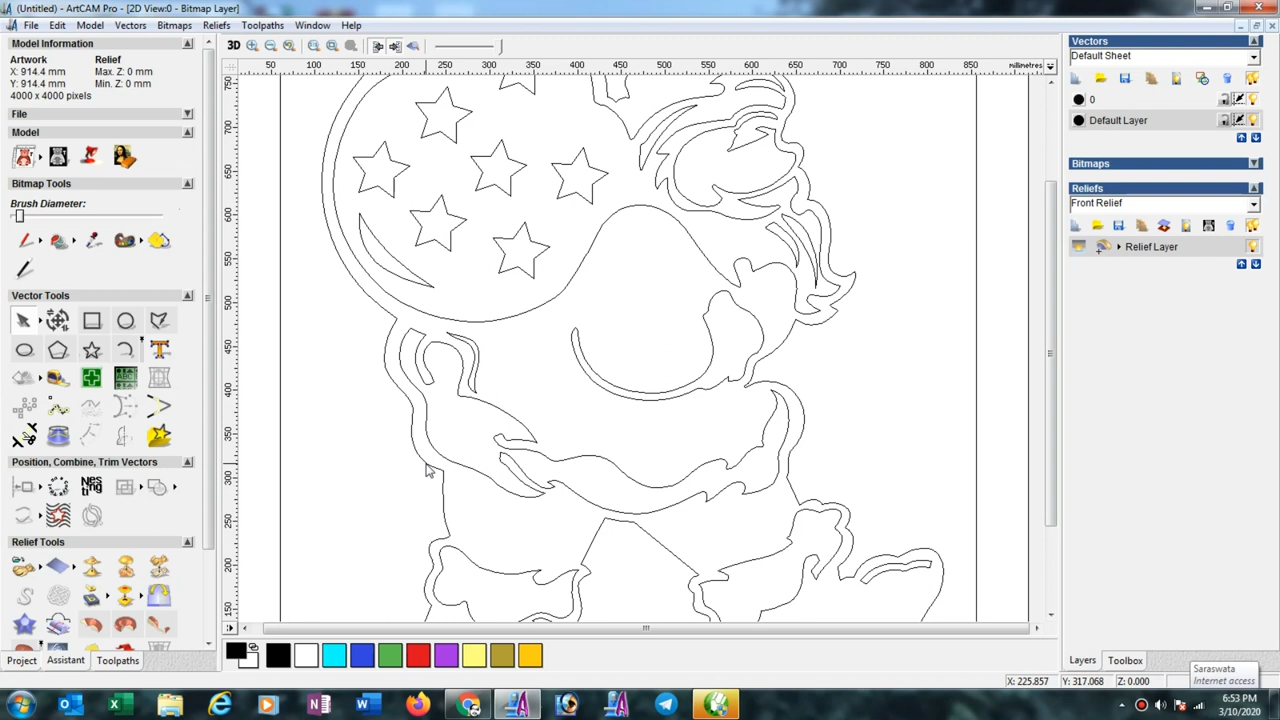 (Untitled) - ArtCAM Pro - [2D View:0 - Bitmap Layer]
File Edit Model Vectors Bitmaps Reliefs Toolpaths Window Help
Model Information
Artwork Relief
X: 914.4 mm Max. Z: 0 mm
Y: 914.4 mm Min. Z: 0 mm
4000 x 4000 pixels
File
Model
Bitmap Tools
Brush Diameter:
Vector Tools
Position, Combine, Trim Vectors
Nes
ting
Relief Tools
Project Assistant Toolpaths
3D
50 100 150 200 250 300 350 400 450 500 550 600 650 700 750 800 850 millimetres
700
650
600
550
500
450
400
350
300
250
200
150
Vectors
Default Sheet
0
Default Layer
Bitmaps
Reliefs
Front Relief
Relief Layer
Layers Toolbox
Saraswata
Internet access
X: 225.857 Y: 317.068 Z: 0.000
6:53 PM
3/10/2020